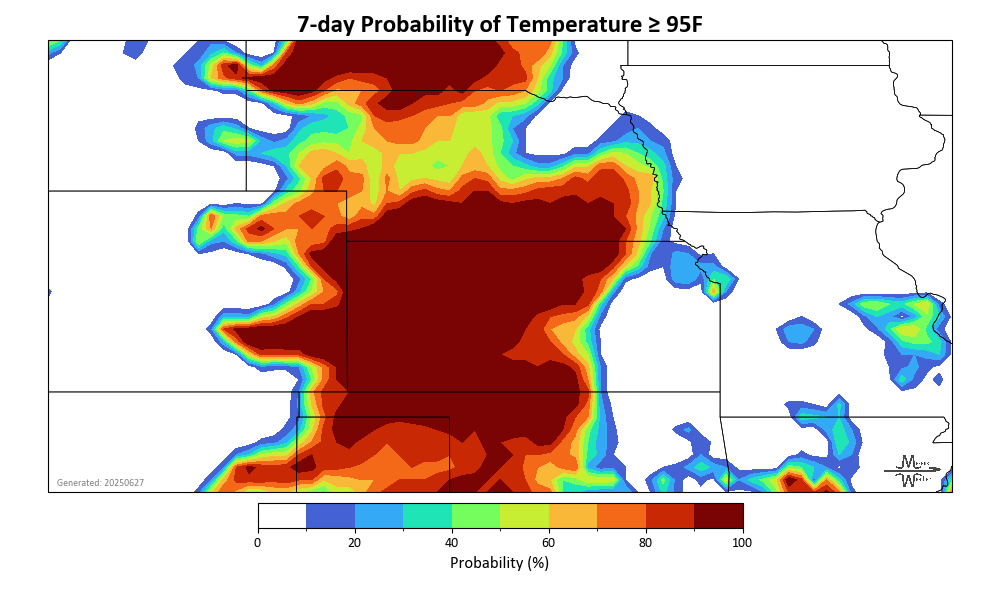 7-day Probability of Temperature ≥ 95F
Generated: 20250627
0 20 40 60 80 100
Probability (%)